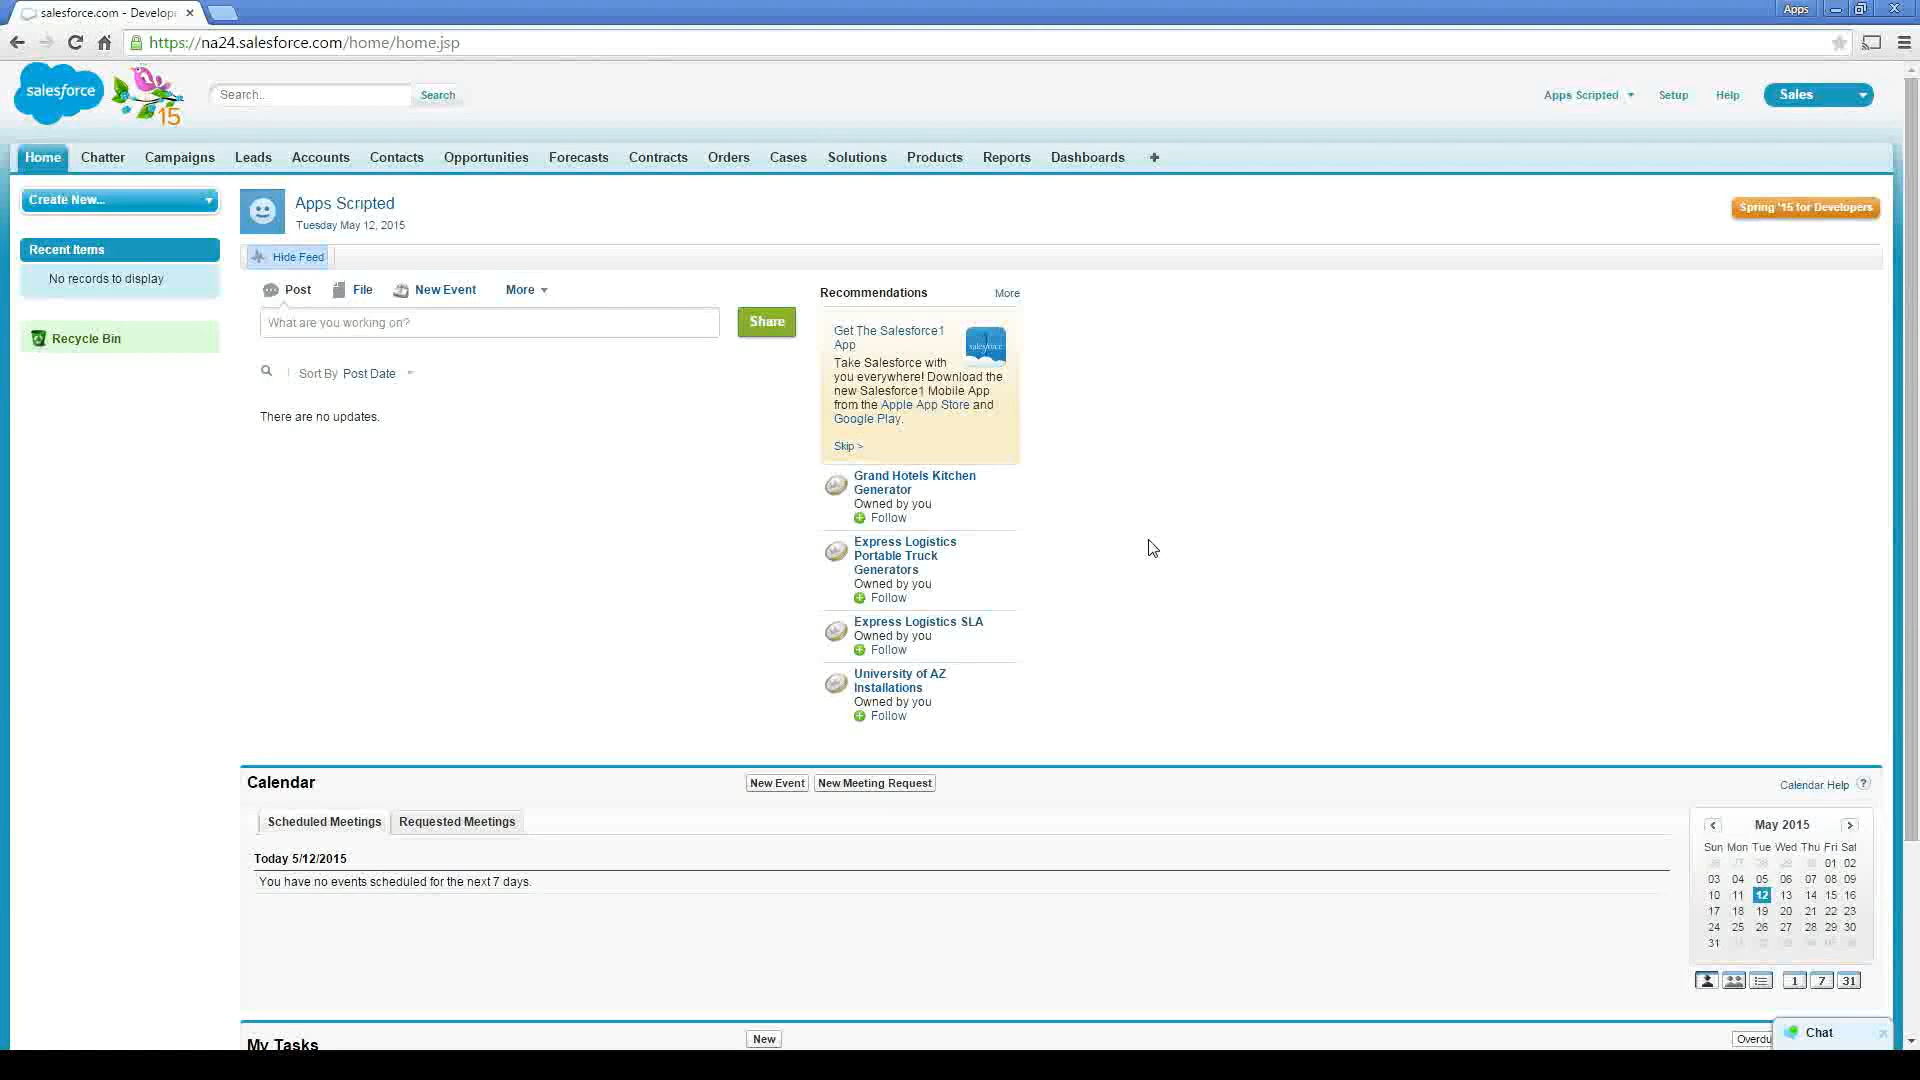 salesforce.com - Develop
Apps
https://na24.salesforce.com/home/home.jsp
salesforce
15
Search...
Search
Apps Scripted
Setup
Help
Sales
Home
Chatter
Campaigns
Leads
Accounts
Contacts
Opportunities
Forecasts
Contracts
Orders
Cases
Solutions
Products
Reports
Dashboards
Create New...
Recent Items
No records to display
Recycle Bin
Apps Scripted
Tuesday May 12, 2015
Spring '15 for Developers
Hide Feed
Post
File
New Event
More
What are you working on?
Share
Sort By Post Date
There are no updates.
Recommendations
More
Get The Salesforce1
App
salesforce
Take Salesforce with
you everywhere! Download the
new Salesforce1 Mobile App
from the Apple App Store and
Google Play.
Skip >
Grand Hotels Kitchen
Generator
Owned by you
Follow
Express Logistics
Portable Truck
Generators
Owned by you
Follow
Express Logistics SLA
Owned by you
Follow
University of AZ
Installations
Owned by you
Follow
Calendar
New Event
New Meeting Request
Calendar Help ?
Scheduled Meetings
Requested Meetings
Today 5/12/2015
You have no events scheduled for the next 7 days.
May 2015
Sun Mon Tue Wed Thu Fri Sat
01 02
03 04 05 06 07 08 09
10 11 12 13 14 15 16
17 18 19 20 21 22 23
24 25 26 27 28 29 30
31
1
7
31
My Tasks
New
Overdu
Chat